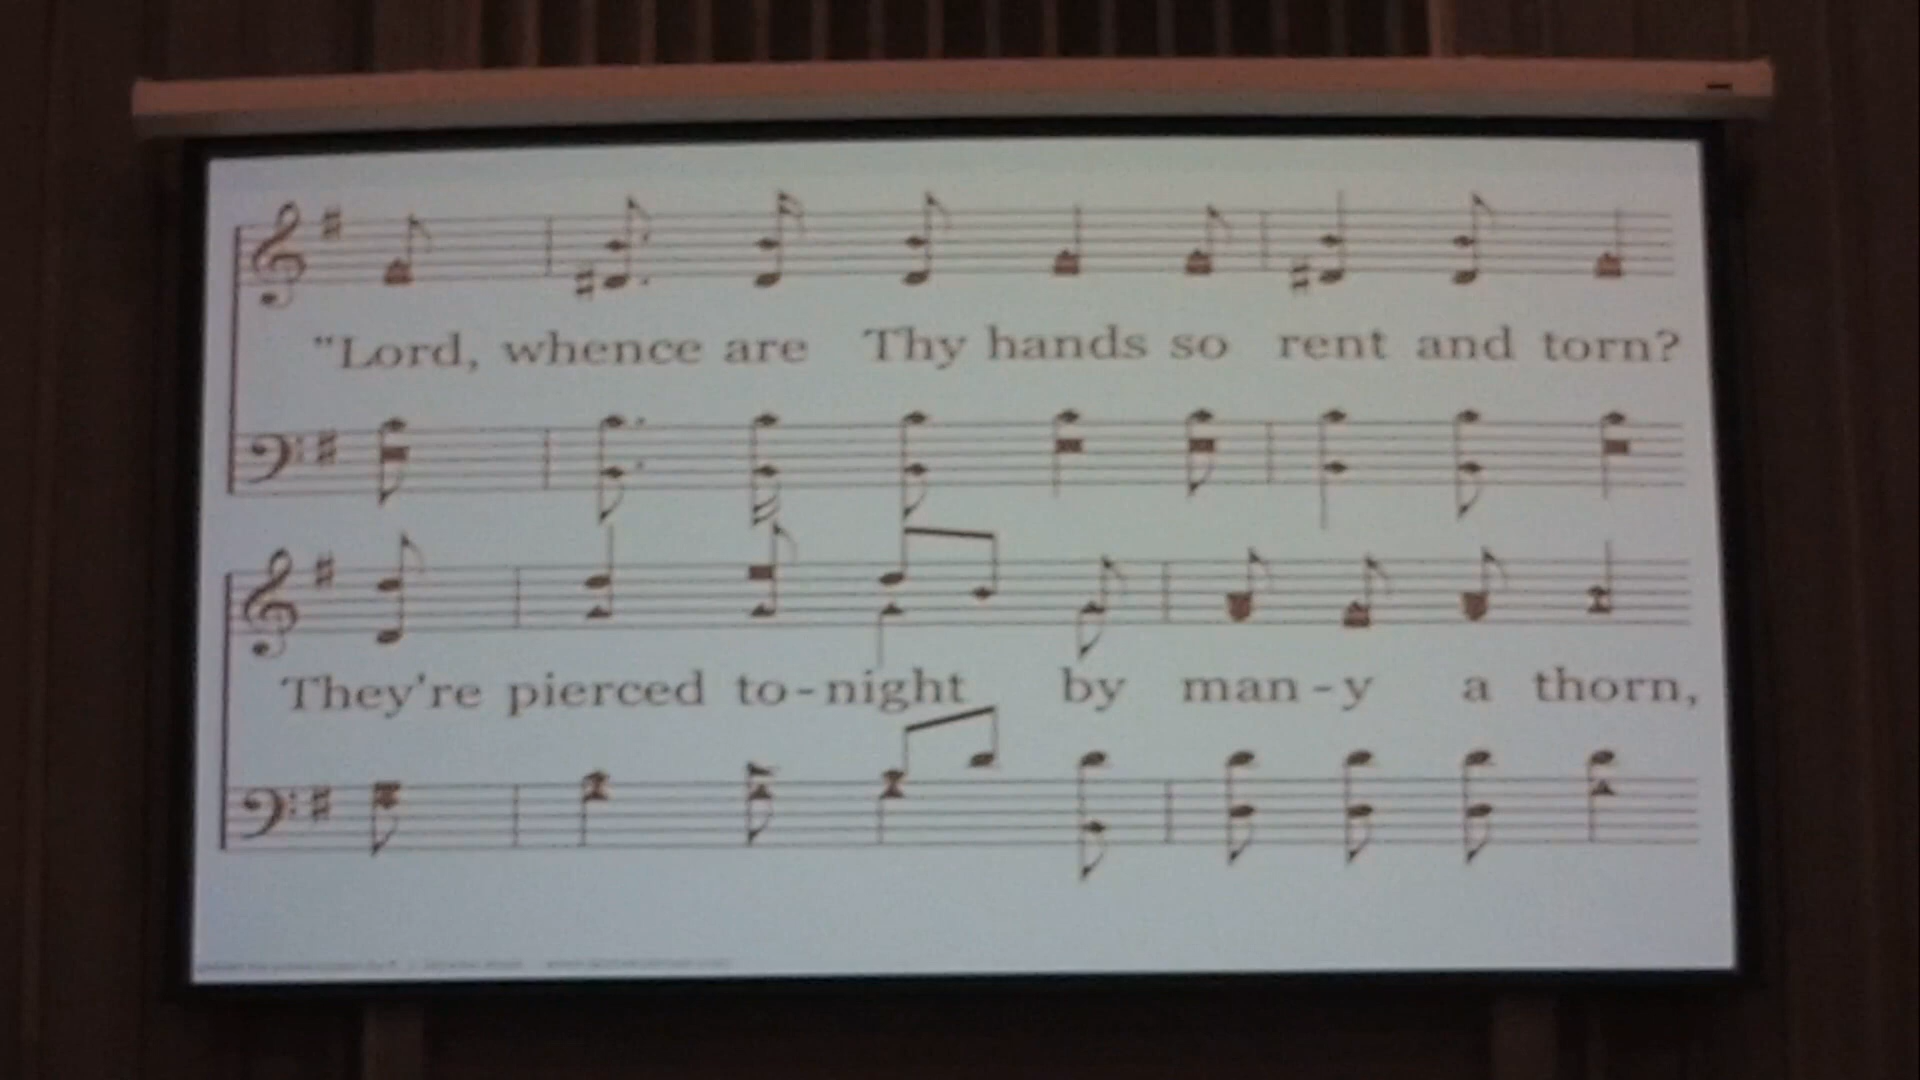 "Lord, whence are Thy hands so rent and torn?
They're pierced to-night by man-y a thorn,